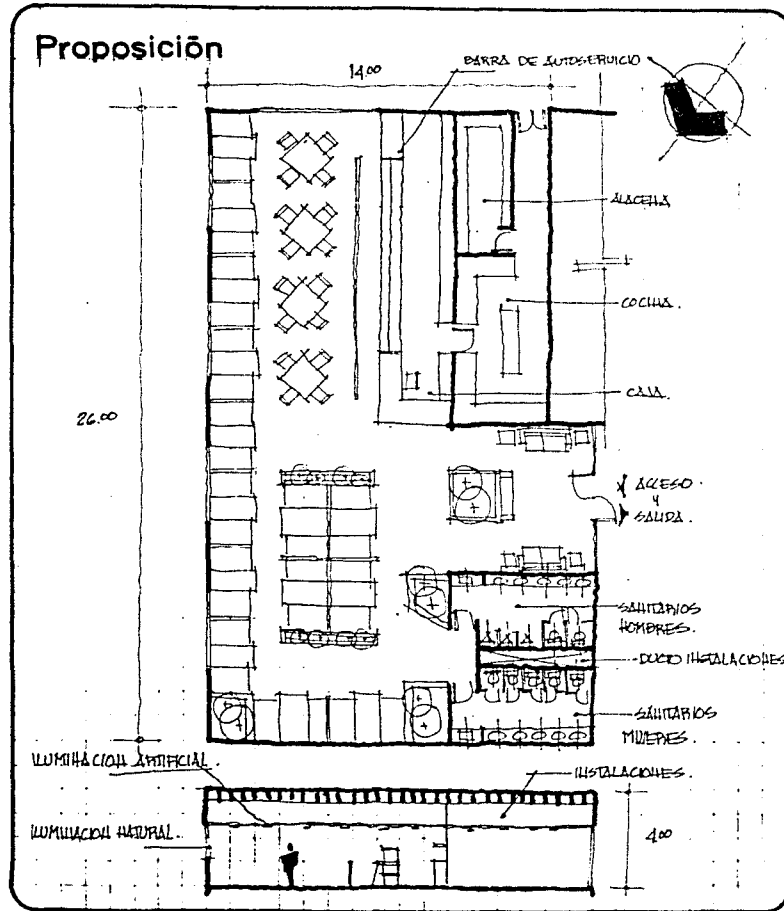 Proposición
BARRA DE AUTOSERVICIO
14.00
ALACENA
COCINA.
CAJA.
26.00
ACCESO.
Y
SALIDA.
SANITARIOS
HOMBRES.
DUCTO INSTALACIONES
SANITARIOS
MUJERES.
ILUMINACION ARTIFICIAL.
INSTALACIONES.
ILUMINACION NATURAL.
4.00